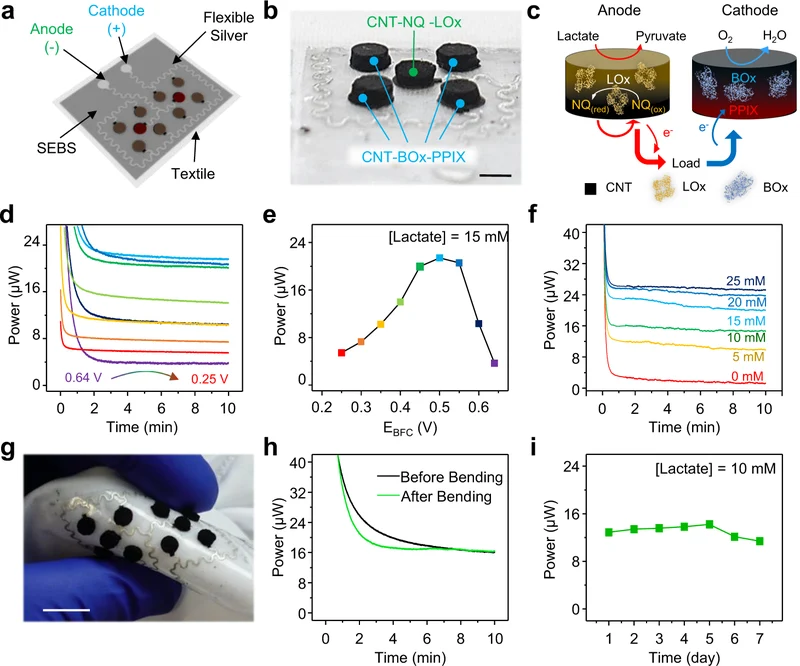 a
Cathode
(+)
Anode
(-)
Flexible
Silver
SEBS
Textile
b
CNT-NQ -LOx
CNT-BOx-PPIX
c
Anode
Cathode
Lactate
Pyruvate
O2
H2O
LOx
NQ(red)
NQ(ox)
BOx
PPIX
e-
e-
Load
CNT
LOx
BOx
d
Power (µW)
24
16
8
0
0.64 V
0.25 V
0 2 4 6 8 10
Time (min)
e
[Lactate] = 15 mM
Power (µW)
24
16
8
0
0.2 0.3 0.4 0.5 0.6
EBFC (V)
f
Power (µW)
40
32
24
16
8
0
25 mM
20 mM
15 mM
10 mM
5 mM
0 mM
0 2 4 6 8 10
Time (min)
g
h
Before Bending
After Bending
Power (µW)
40
32
24
16
8
0
0 2 4 6 8 10
Time (min)
i
[Lactate] = 10 mM
Power (µW)
24
16
8
0
1 2 3 4 5 6 7
Time (day)